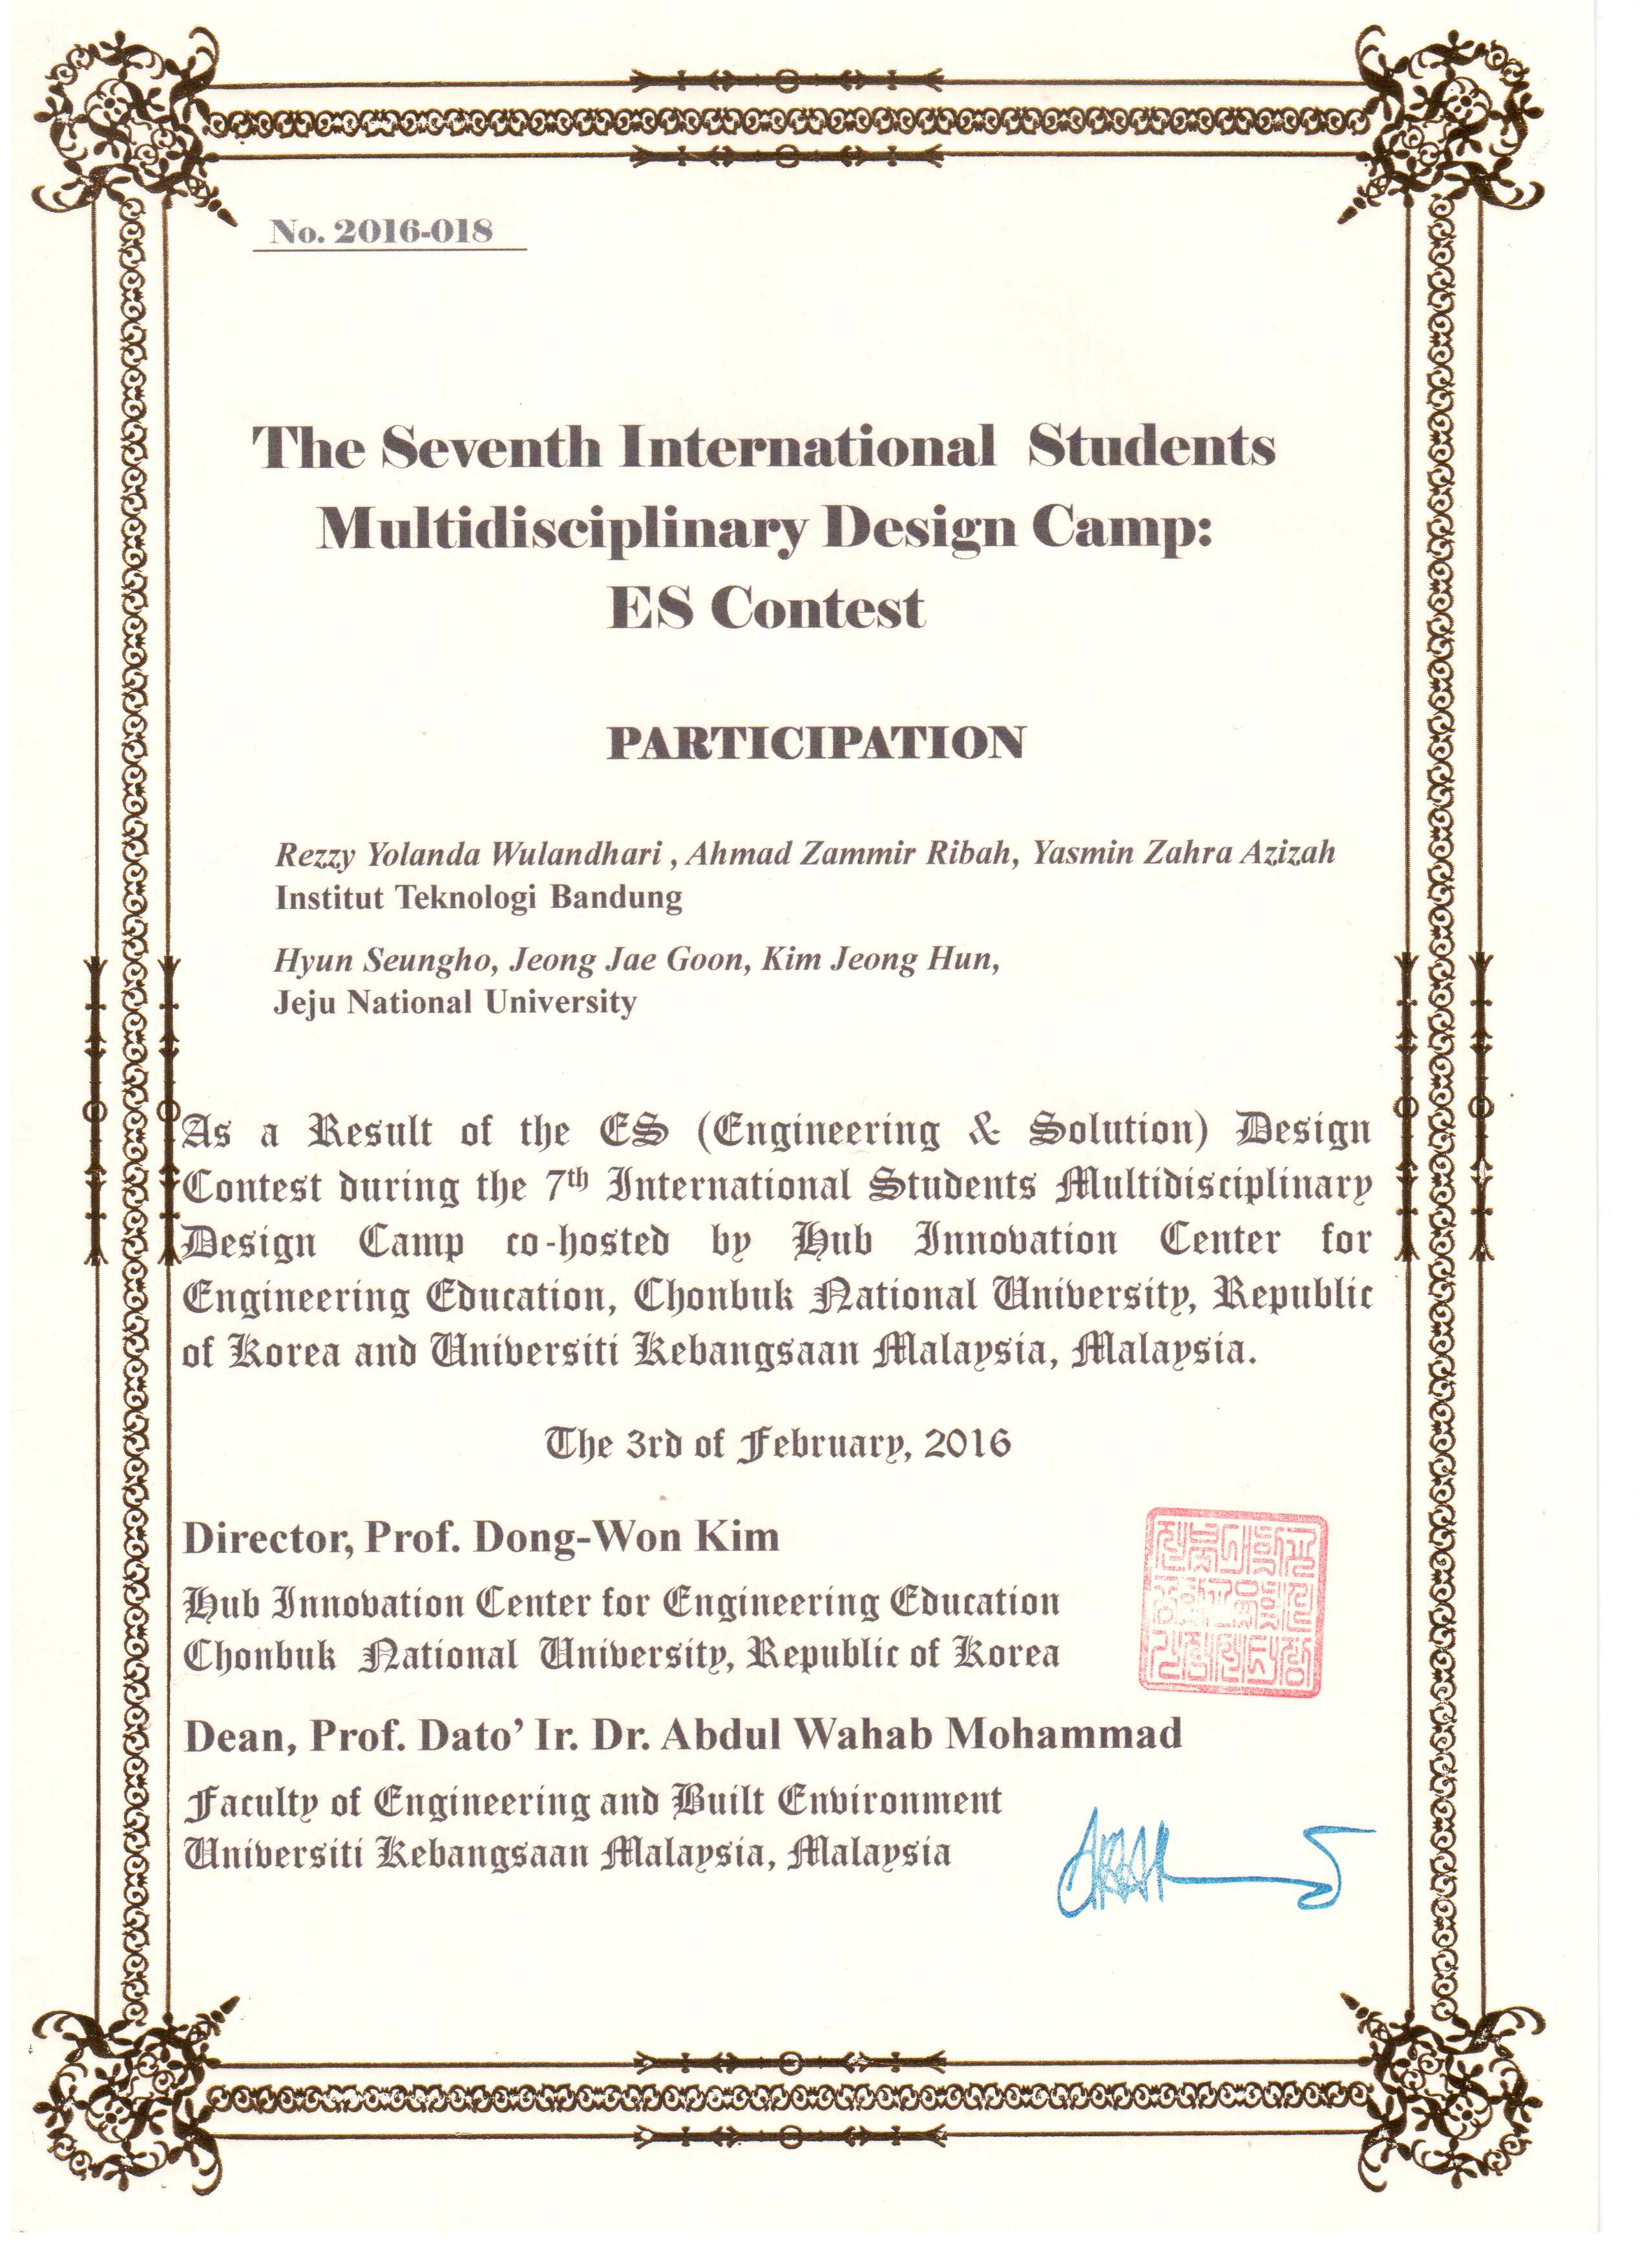 No. 2016-018
The Seventh International Students
Multidisciplinary Design Camp:
ES Contest
PARTICIPATION
Rezzy Yolanda Wulandhari , Ahmad Zammir Ribah, Yasmin Zahra Azizah
Institut Teknologi Bandung
Hyun Seungho, Jeong Jae Goon, Kim Jeong Hun,
Jeju National University
As a Result of the ES (Engineering & Solution) Design
Contest during the 7th International Students Multidisciplinary
Design Camp co-hosted by Hub Innovation Center for
Engineering Education, Chonbuk National University, Republic
of Korea and Universiti Kebangsaan Malaysia, Malaysia.
The 3rd of February, 2016
Director, Prof. Dong-Won Kim
Hub Innovation Center for Engineering Education
Chonbuk National University, Republic of Korea
Dean, Prof. Dato’ Ir. Dr. Abdul Wahab Mohammad
Faculty of Engineering and Built Environment
Universiti Kebangsaan Malaysia, Malaysia